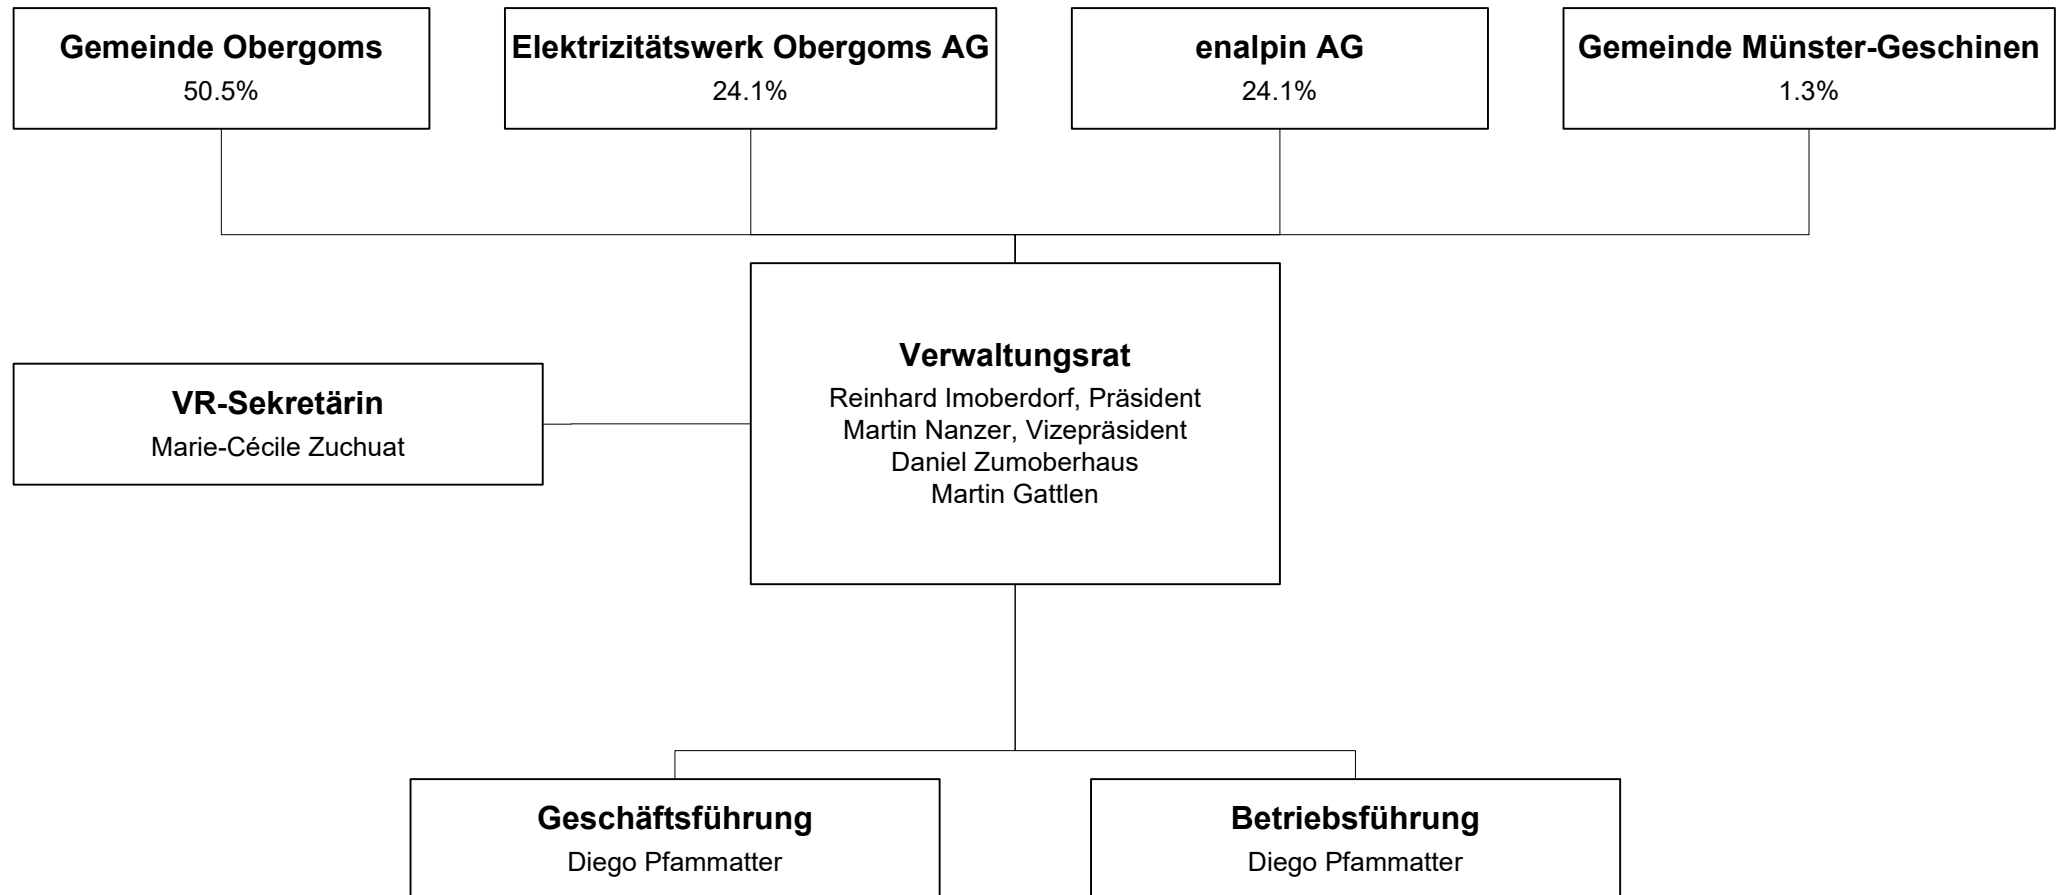 Gemeinde Obergoms
50.5%
Elektrizitätswerk Obergoms AG
24.1%
enalpin AG
24.1%
Gemeinde Münster-Geschinen
1.3%
Verwaltungsrat
Reinhard Imoberdorf, Präsident
Martin Nanzer, Vizepräsident
Daniel Zumoberhaus
Martin Gattlen
VR-Sekretärin
Marie-Cécile Zuchuat
Geschäftsführung
Diego Pfammatter
Betriebsführung
Diego Pfammatter